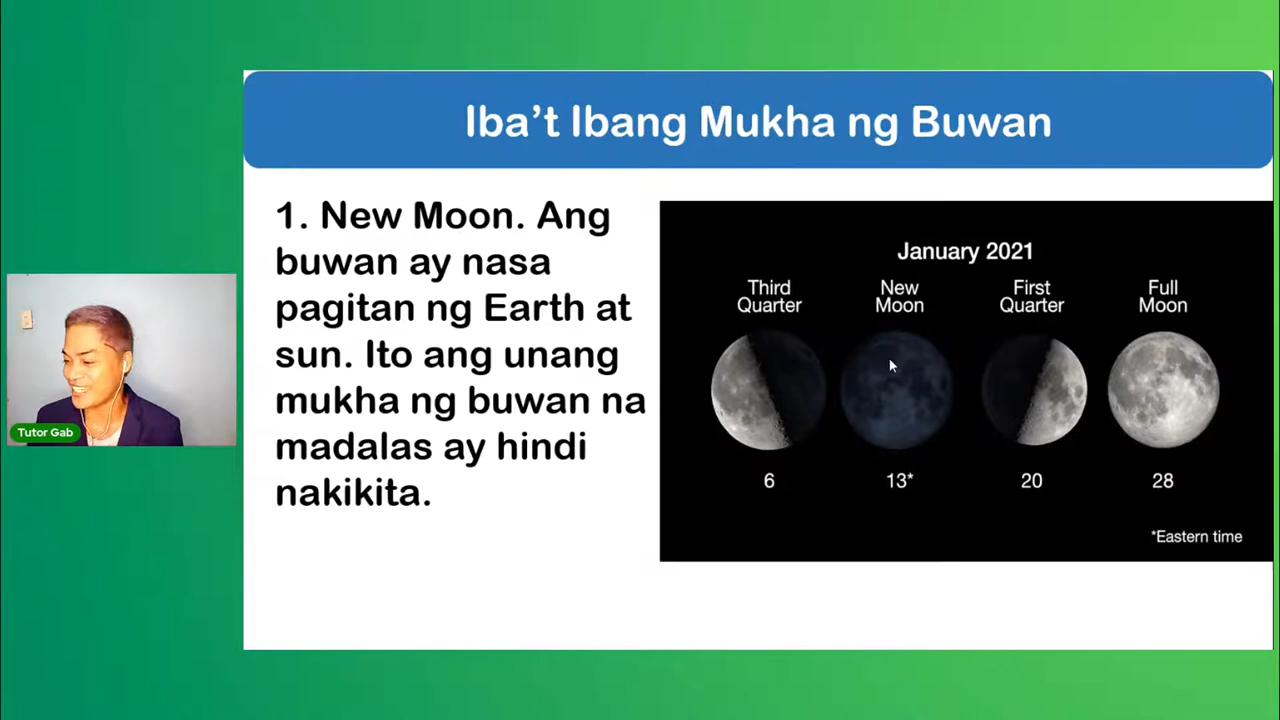 Iba't Ibang Mukha ng Buwan
1. New Moon. Ang
buwan ay nasa
pagitan ng Earth at
sun. Ito ang unang
mukha ng buwan na
madalas ay hindi
nakikita.
January 2021
Third
Quarter
New
Moon
First
Quarter
Full
Moon
6
13*
20
28
*Eastern time
Tutor Gab